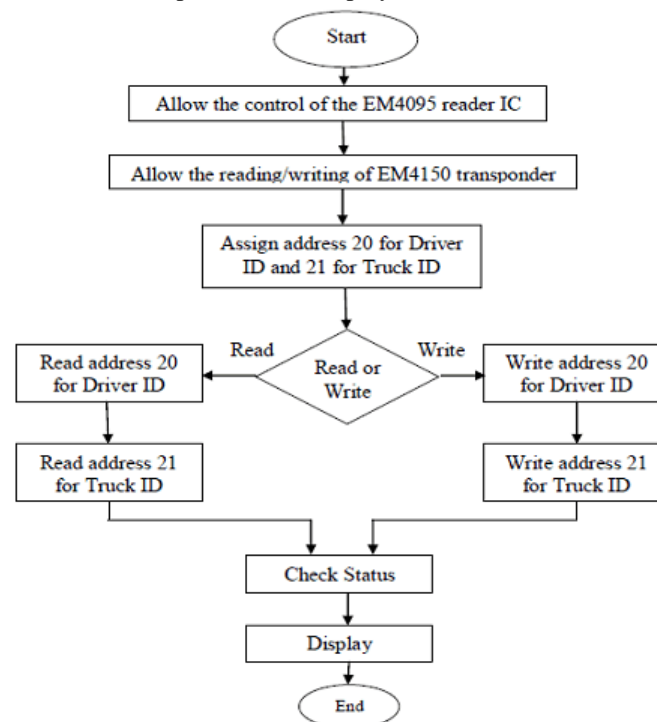 Start
Allow the control of the EM4095 reader IC
Allow the reading/writing of EM4150 transponder
Assign address 20 for Driver
ID and 21 for Truck ID
Read
Write
Read or
Write
Read address 20
for Driver ID
Write address 20
for Driver ID
Read address 21
for Truck ID
Write address 21
for Truck ID
Check Status
Display
End